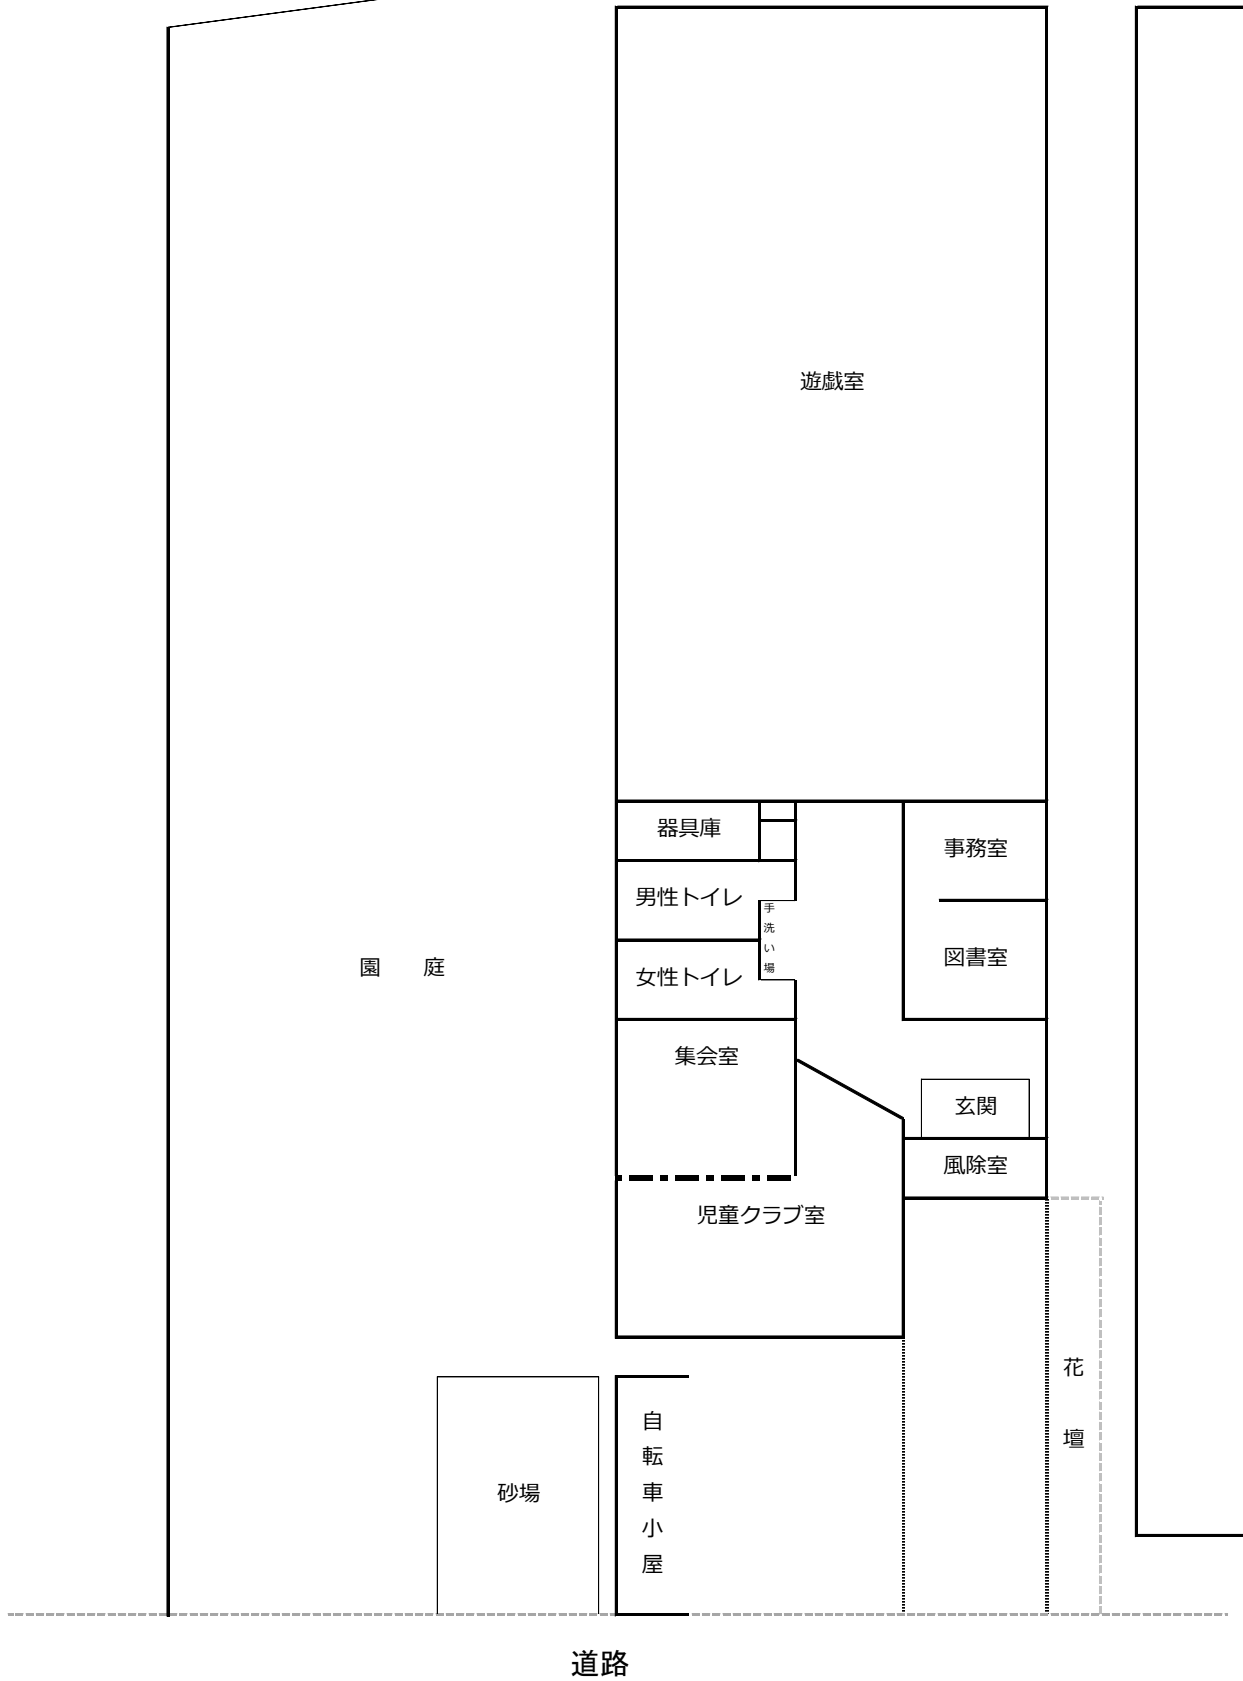 遊戯室
器具庫
事務室
男性トイレ
手洗い場
図書室
園　庭
女性トイレ
集会室
玄関
風除室
児童クラブ室
花壇
自転車小屋
砂場
道路